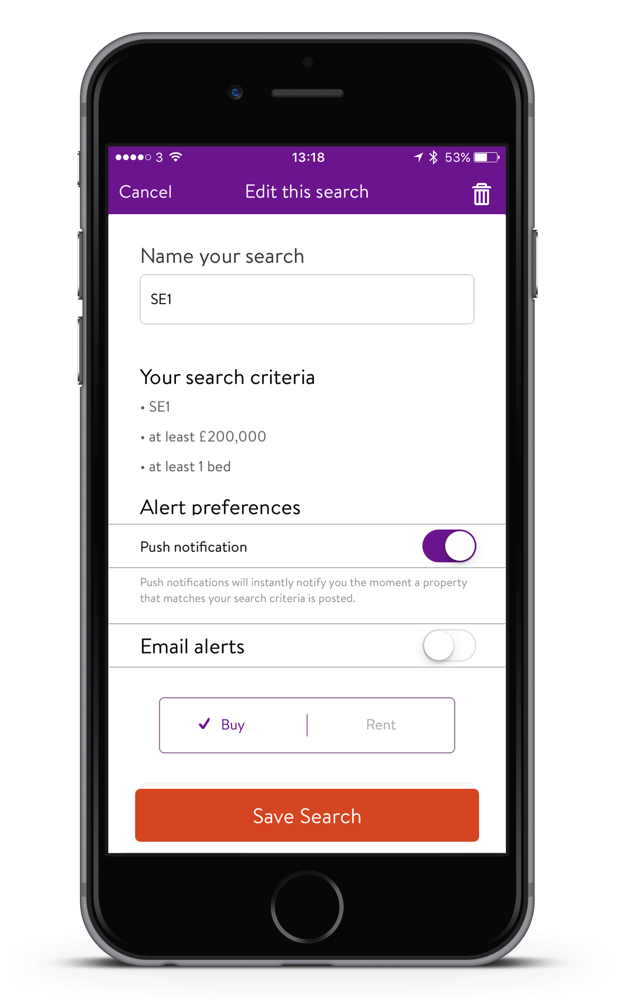 3 13:18 53%
Cancel Edit this search
Name your search
SE1
Your search criteria
• SE1
• at least £200,000
• at least 1 bed
Alert preferences
Push notification
Push notifications will instantly notify you the moment a property
that matches your search criteria is posted.
Email alerts
Buy | Rent
Save Search